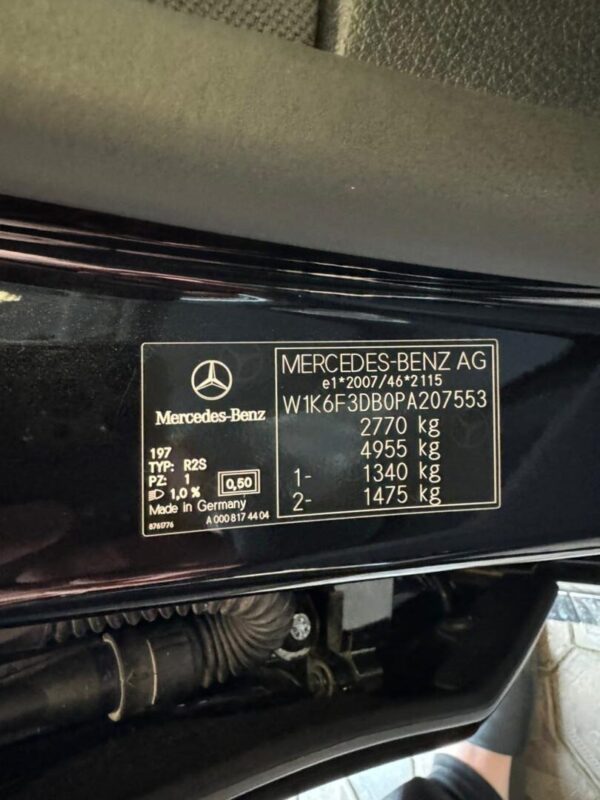 Mercedes-Benz
197
TYP: R2S
PZ: 1
1,0 %
0,50
Made in Germany
8761776
A 000 817 44 04
MERCEDES-BENZ AG
e1*2007/46*2115
W1K6F3DB0PA207553
2770 kg
4955 kg
1- 1340 kg
2- 1475 kg